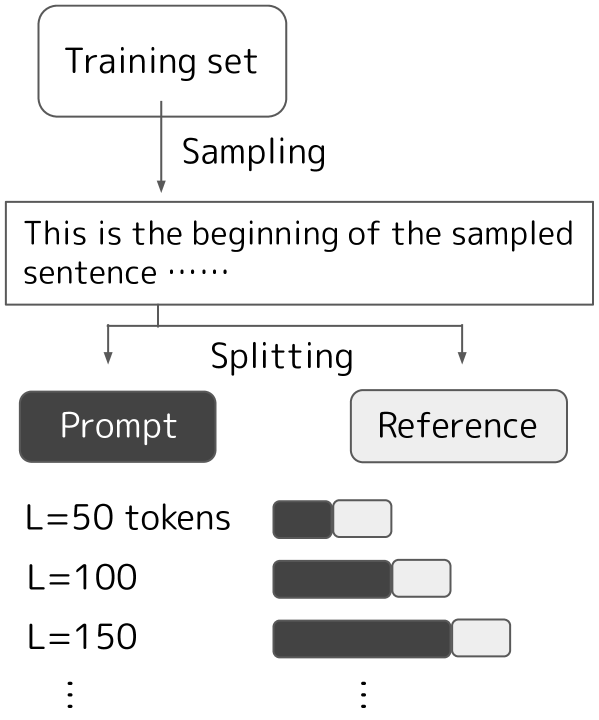 Training set
Sampling
This is the beginning of the sampled
sentence ⋯⋯
Splitting
Prompt
Reference
L=50 tokens
L=100
L=150
⋮ ⋮